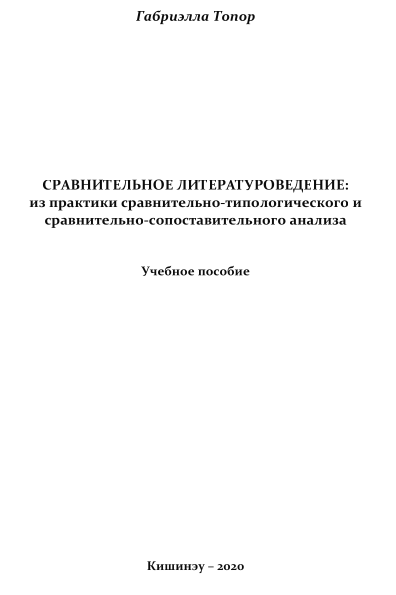 Габриэлла Топор
СРАВНИТЕЛЬНОЕ ЛИТЕРАТУРОВЕДЕНИЕ:
из практики сравнительно-типологического и
сравнительно-сопоставительного анализа
Учебное пособие
Кишинэу – 2020